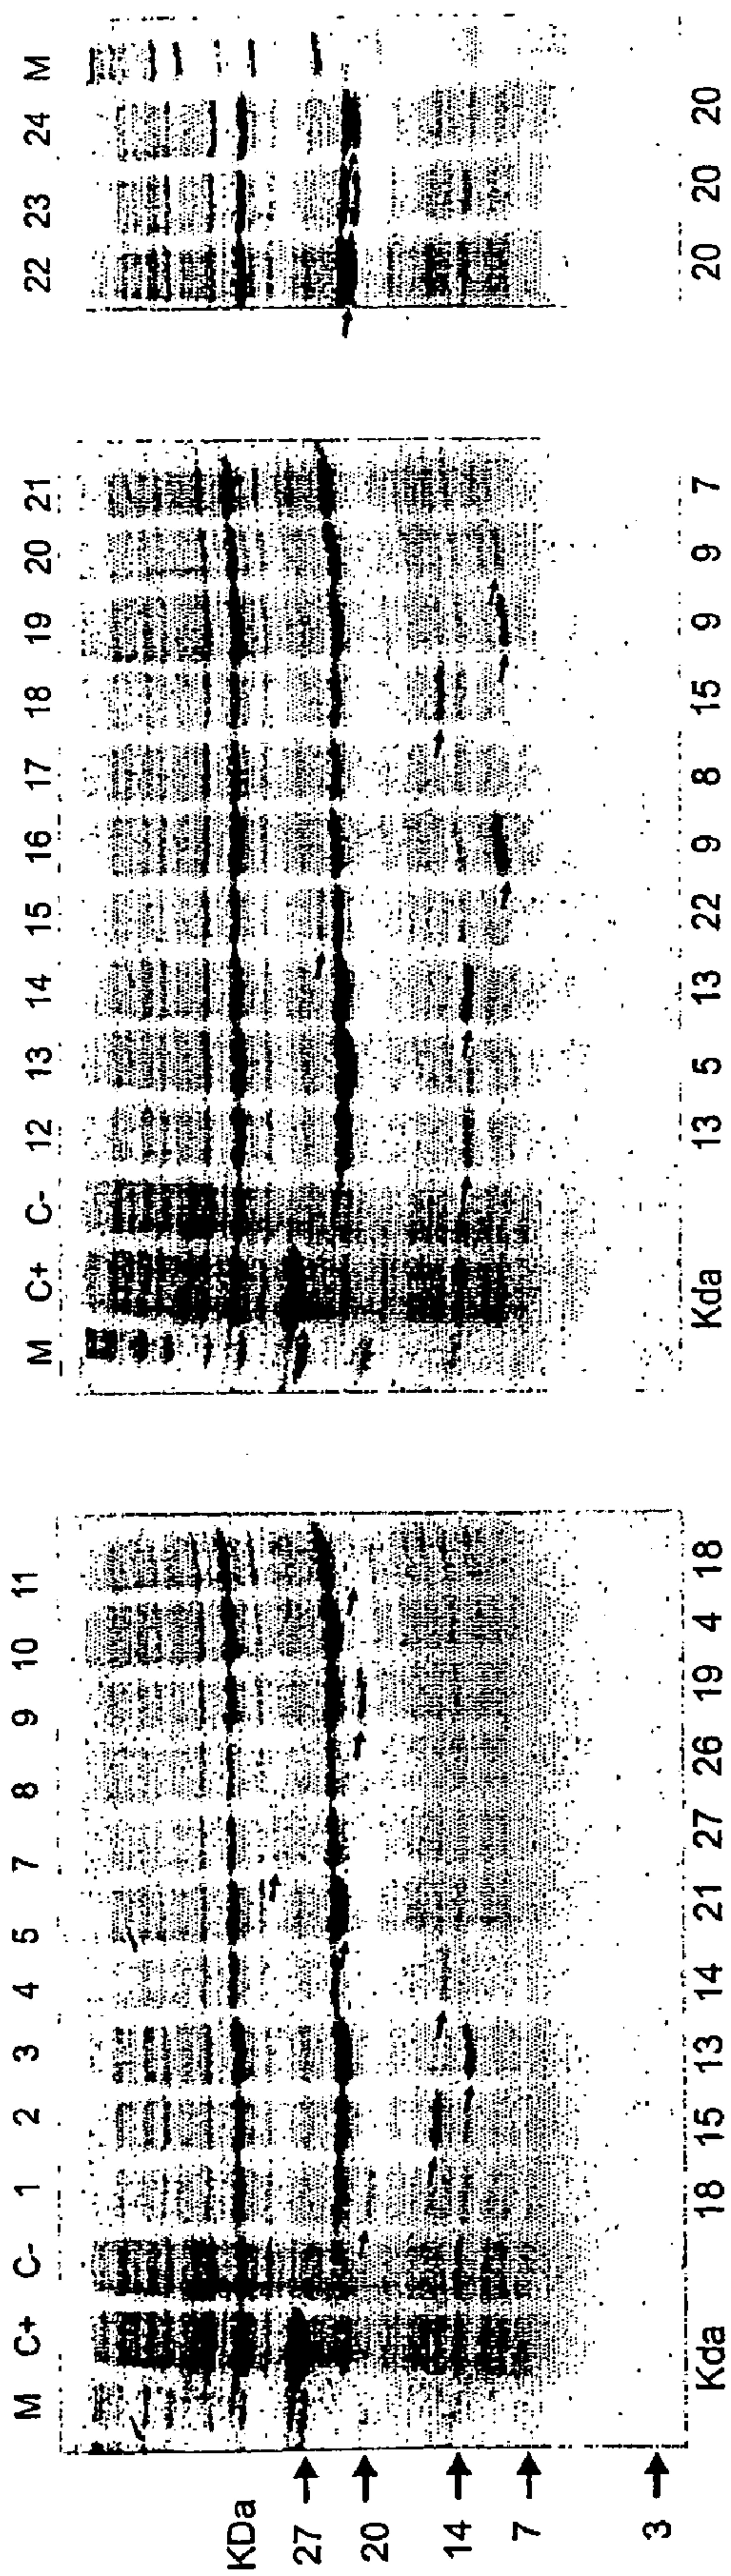 M C+ C- 1 2 3 4 5 7 8 9 10 11
KDa
27
20
14
7
3
Kda 18 15 13 14 21 27 26 19 4 18
M C+ C- 12 13 14 15 16 17 18 19 20 21
Kda 13 5 13 22 9 8 15 9 9 7
22 23 24 M
20 20 20